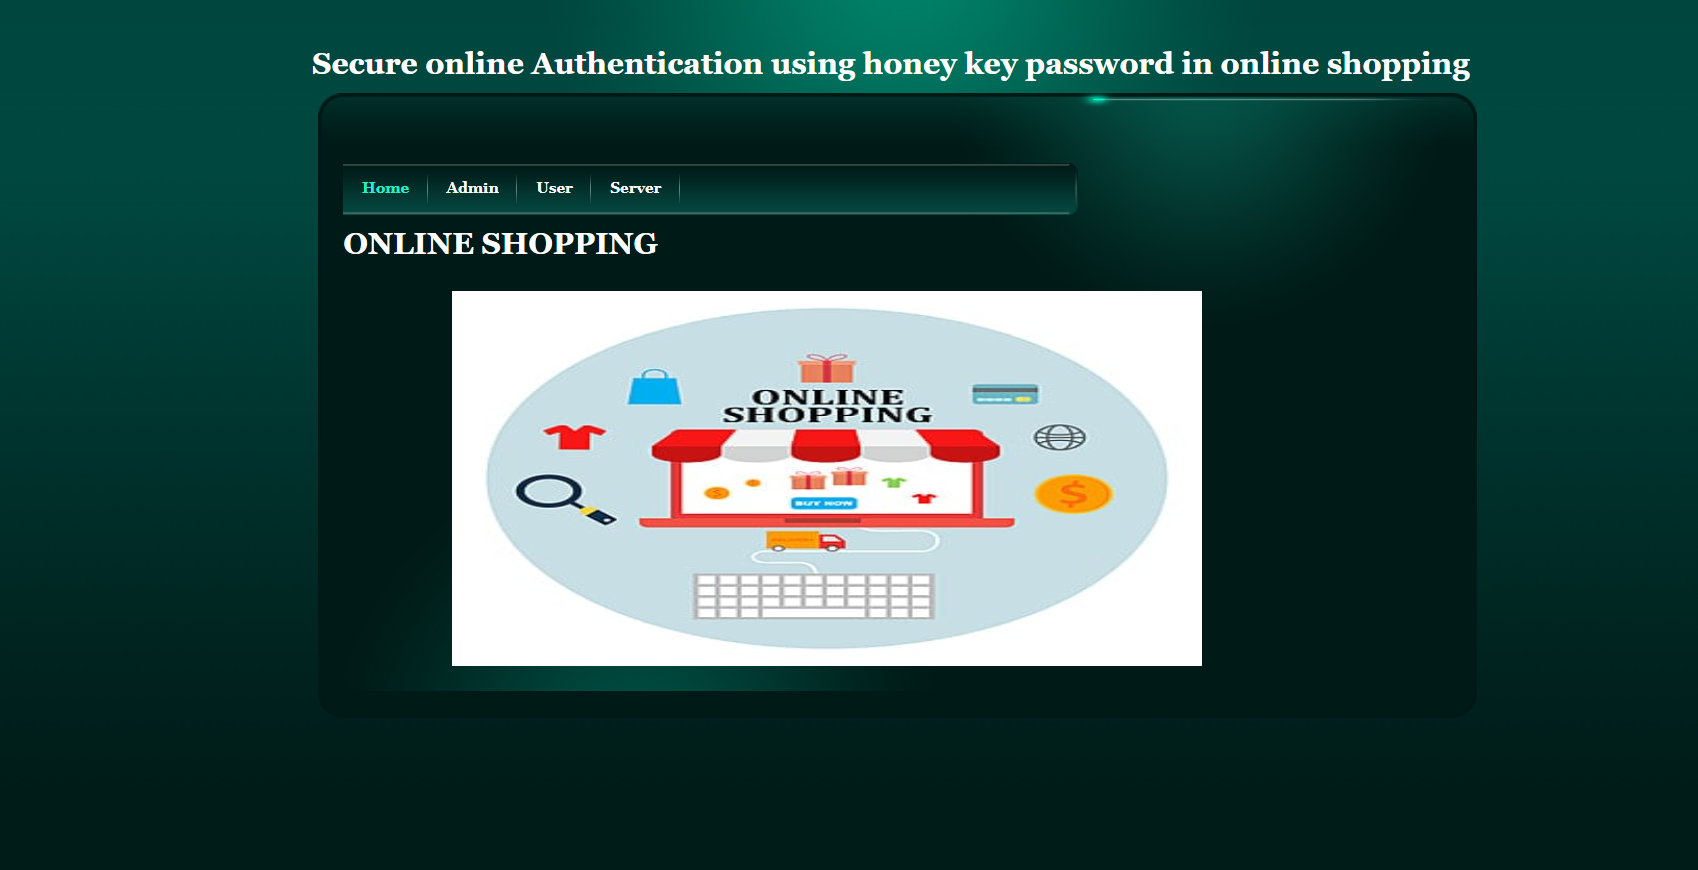 Secure online Authentication using honey key password in online shopping
Home Admin User Server
ONLINE SHOPPING
ONLINE
SHOPPING
BUY NOW
DELIVERY